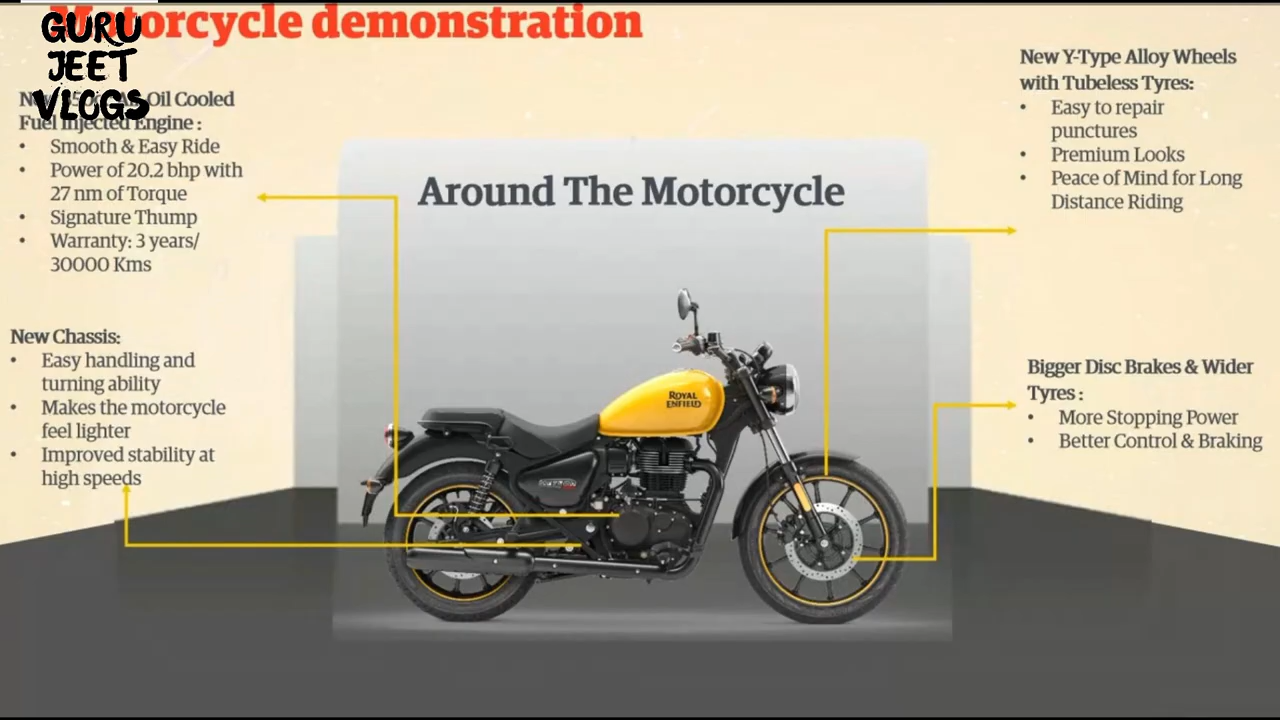 Motorcycle demonstration
GURU
JEET
VLOGS
Oil Cooled
Fuel Injected Engine :
• Smooth & Easy Ride
• Power of 20.2 bhp with
27 nm of Torque
• Signature Thump
• Warranty: 3 years/
30000 Kms
New Chassis:
• Easy handling and
turning ability
• Makes the motorcycle
feel lighter
• Improved stability at
high speeds
Around The Motorcycle
ROYAL
ENFIELD
New Y-Type Alloy Wheels
with Tubeless Tyres:
• Easy to repair
punctures
• Premium Looks
• Peace of Mind for Long
Distance Riding
Bigger Disc Brakes & Wider
Tyres :
• More Stopping Power
• Better Control & Braking